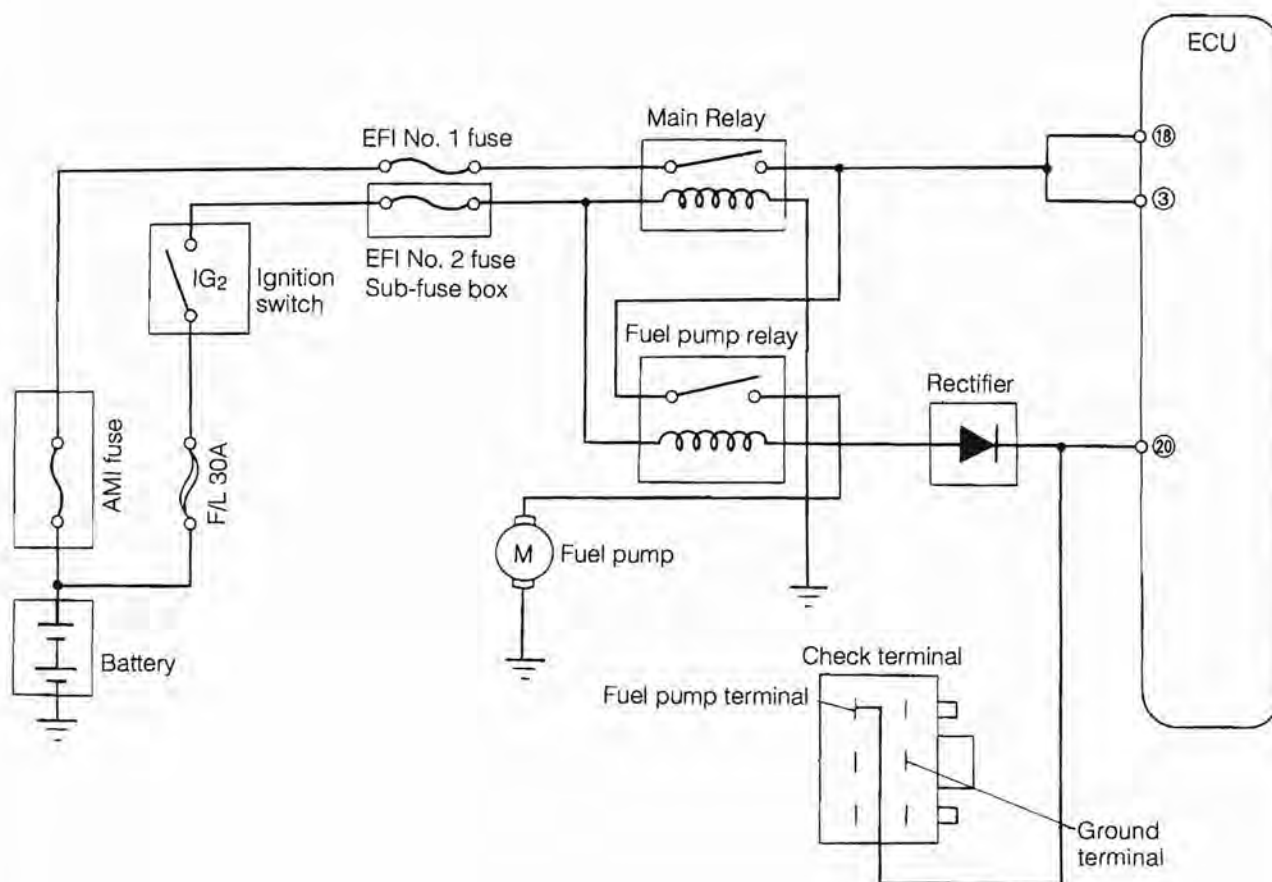 ECU
Main Relay
EFI No. 1 fuse
18
3
IG2
Ignition
switch
EFI No. 2 fuse
Sub-fuse box
Fuel pump relay
Rectifier
AMI fuse
F/L 30A
20
M
Fuel pump
Battery
Check terminal
Fuel pump terminal
Ground
terminal